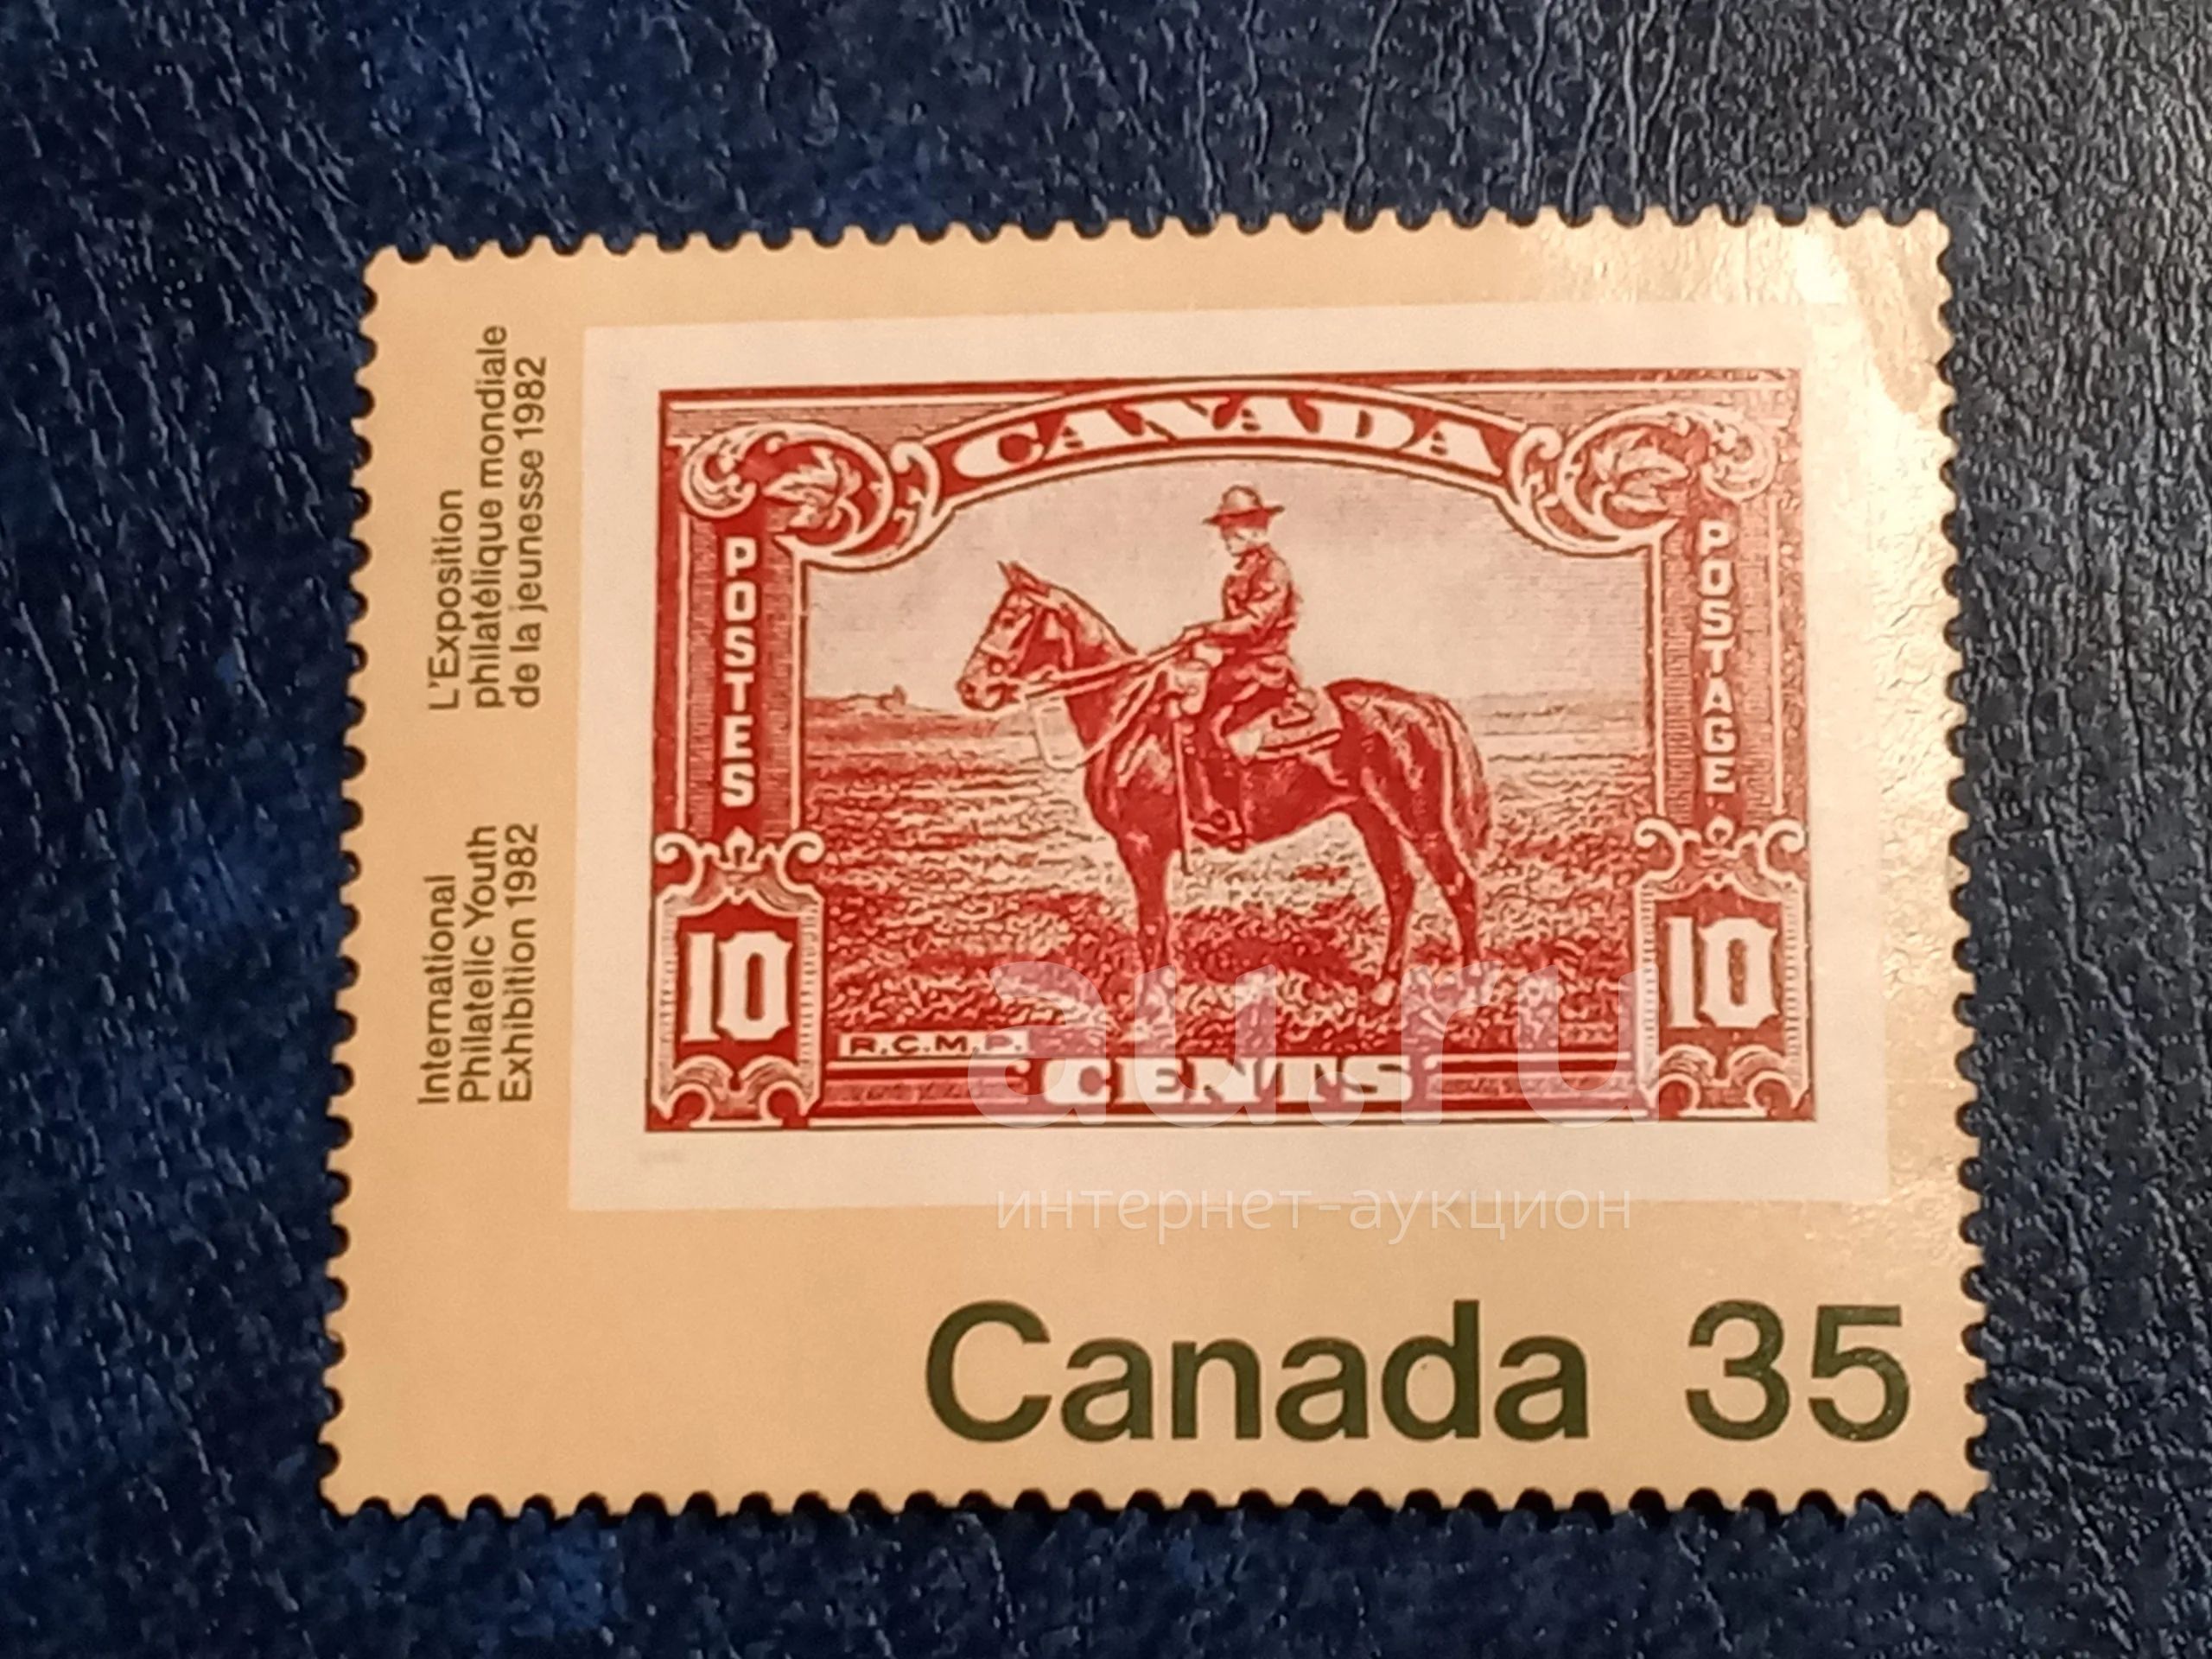 L'Exposition
philatélique mondiale
de la jeunesse 1982
International
Philatelic Youth
Exhibition 1982
CANADA
POSTES
POSTAGE
10
10
R.C.M.P.
CENTS
au.ru
интернет-аукцион
Canada 35